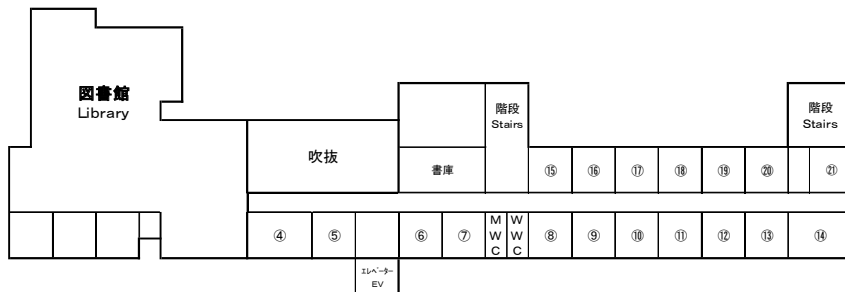 図書館
Library
階段
Stairs
階段
Stairs
吹抜
書庫
⑮
⑯
⑰
⑱
⑲
⑳
㉑
④
⑤
⑥
⑦
M
W
C
W
W
C
⑧
⑨
⑩
⑪
⑫
⑬
⑭
エレベーター
EV